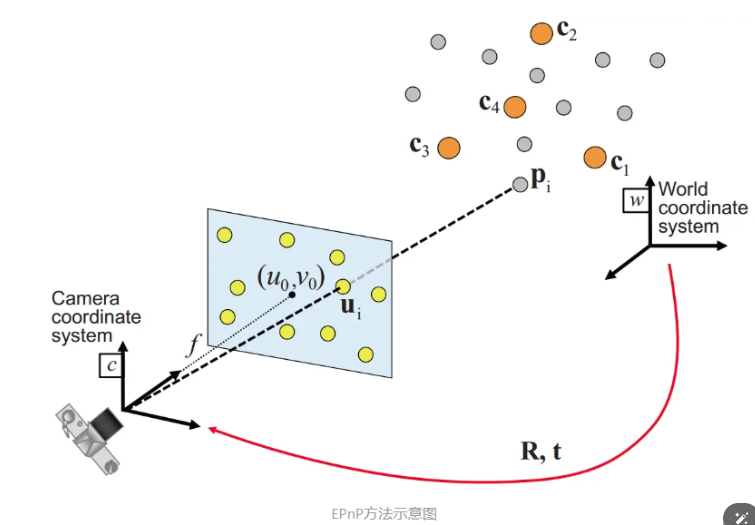 c₂
c₄
c₃
c₁
pᵢ
w
World
coordinate
system
(u₀,v₀)
uᵢ
Camera
coordinate
system
f
c
R, t
EPnP方法示意图